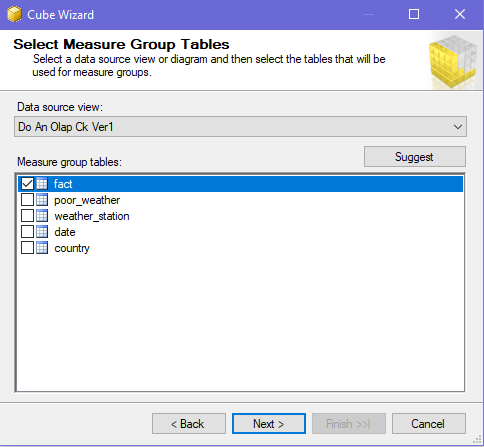 Cube Wizard
Select Measure Group Tables
Select a data source view or diagram and then select the tables that will be
used for measure groups.
Data source view:
Do An Olap Ck Ver1
Measure group tables:
Suggest
fact
poor_weather
weather_station
date
country
< Back
Next >
Finish >>|
Cancel